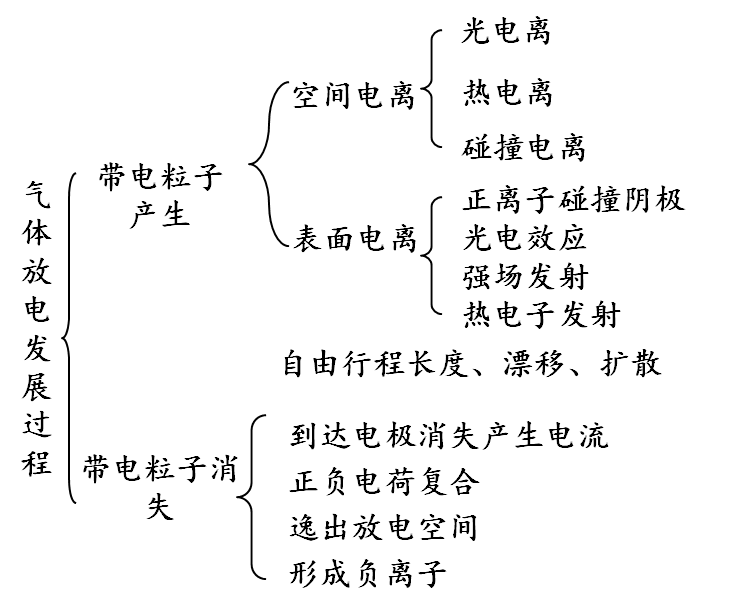 气体放电发展过程
带电粒子
产生
空间电离
光电离
热电离
碰撞电离
表面电离
正离子碰撞阴极
光电效应
强场发射
热电子发射
自由行程长度、漂移、扩散
带电粒子消
失
到达电极消失产生电流
正负电荷复合
逸出放电空间
形成负离子